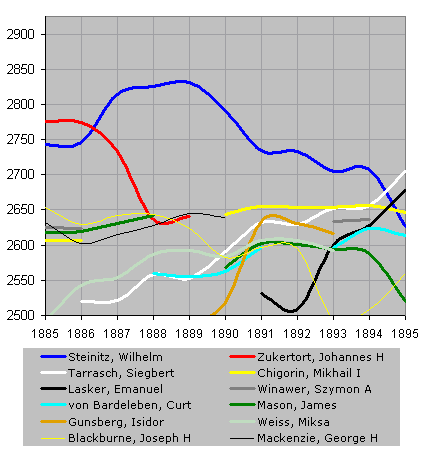 2900
2850
2800
2750
2700
2650
2600
2550
2500
1885 1886 1887 1888 1889 1890 1891 1892 1893 1894 1895
Steinitz, Wilhelm Zukertort, Johannes H
Tarrasch, Siegbert Chigorin, Mikhail I
Lasker, Emanuel Winawer, Szymon A
von Bardeleben, Curt Mason, James
Gunsberg, Isidor Weiss, Miksa
Blackburne, Joseph H Mackenzie, George H